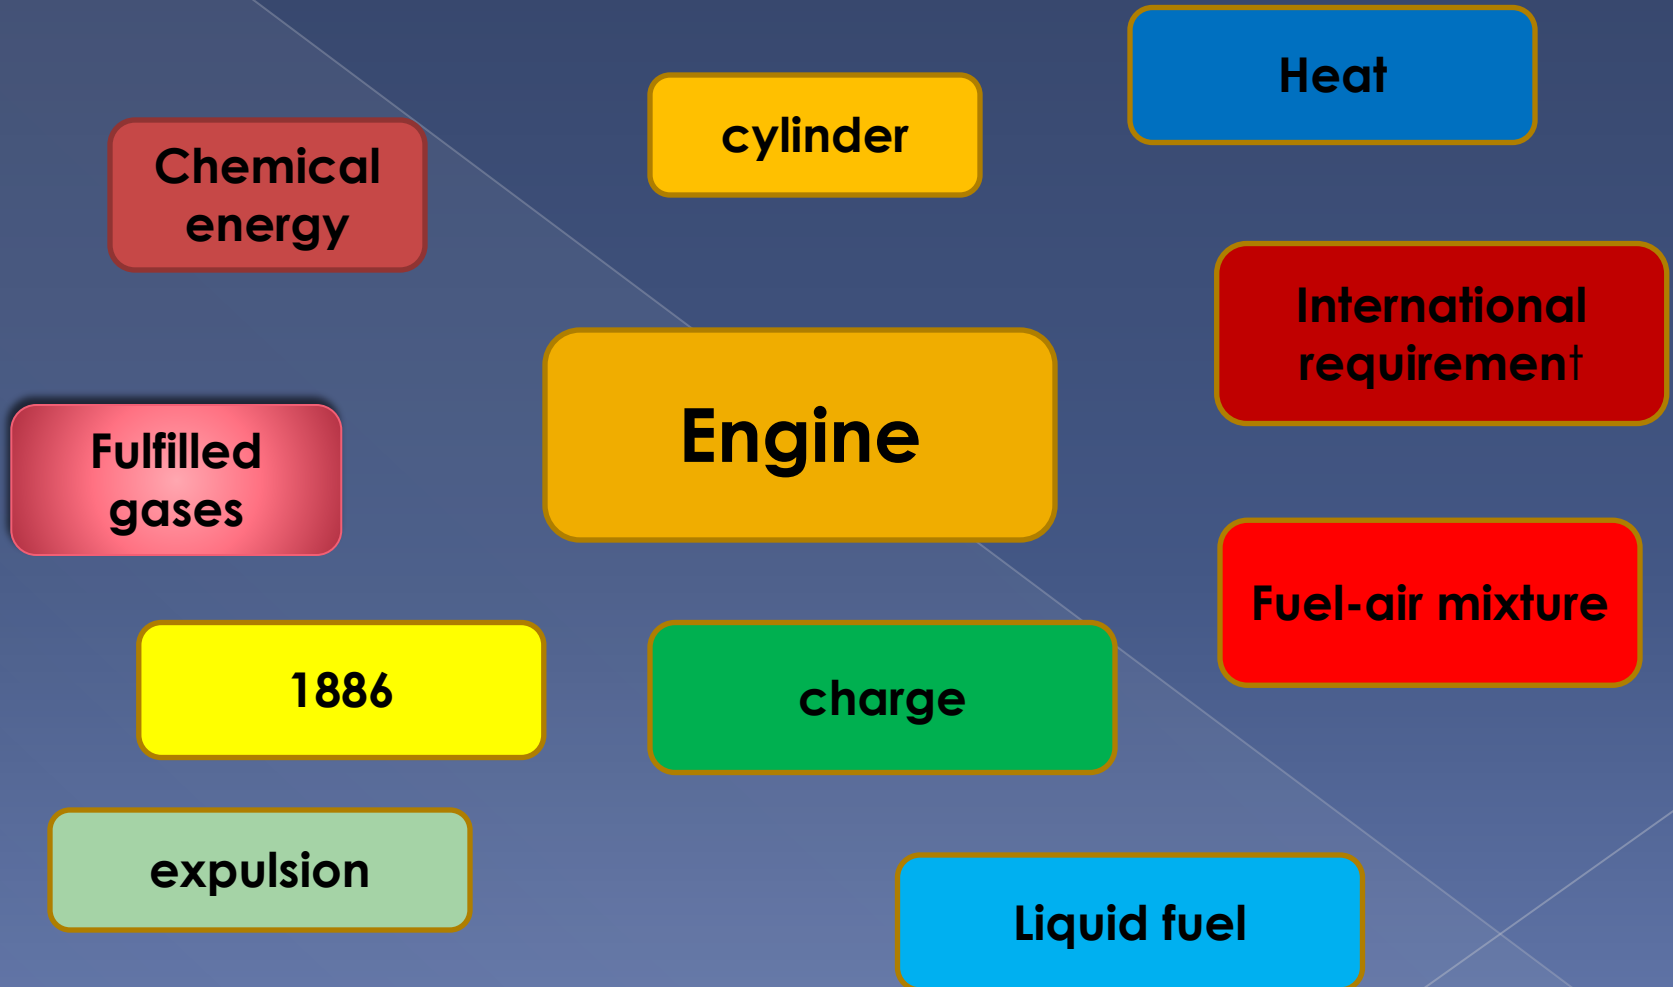 Heat
cylinder
Chemical
energy
International
requirement
Engine
Fulfilled
gases
Fuel-air mixture
1886
charge
expulsion
Liquid fuel